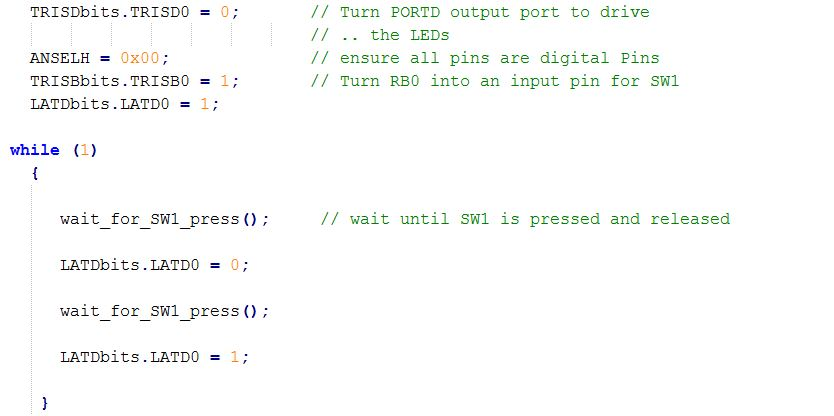 TRISDbits.TRISD0 = 0;       // Turn PORTD output port to drive
// .. the LEDs
ANSELH = 0x00;              // ensure all pins are digital Pins
TRISBbits.TRISB0 = 1;       // Turn RB0 into an input pin for SW1
LATDbits.LATD0 = 1;
while (1)
{
wait_for_SW1_press();     // wait until SW1 is pressed and released
LATDbits.LATD0 = 0;
wait_for_SW1_press();
LATDbits.LATD0 = 1;
}